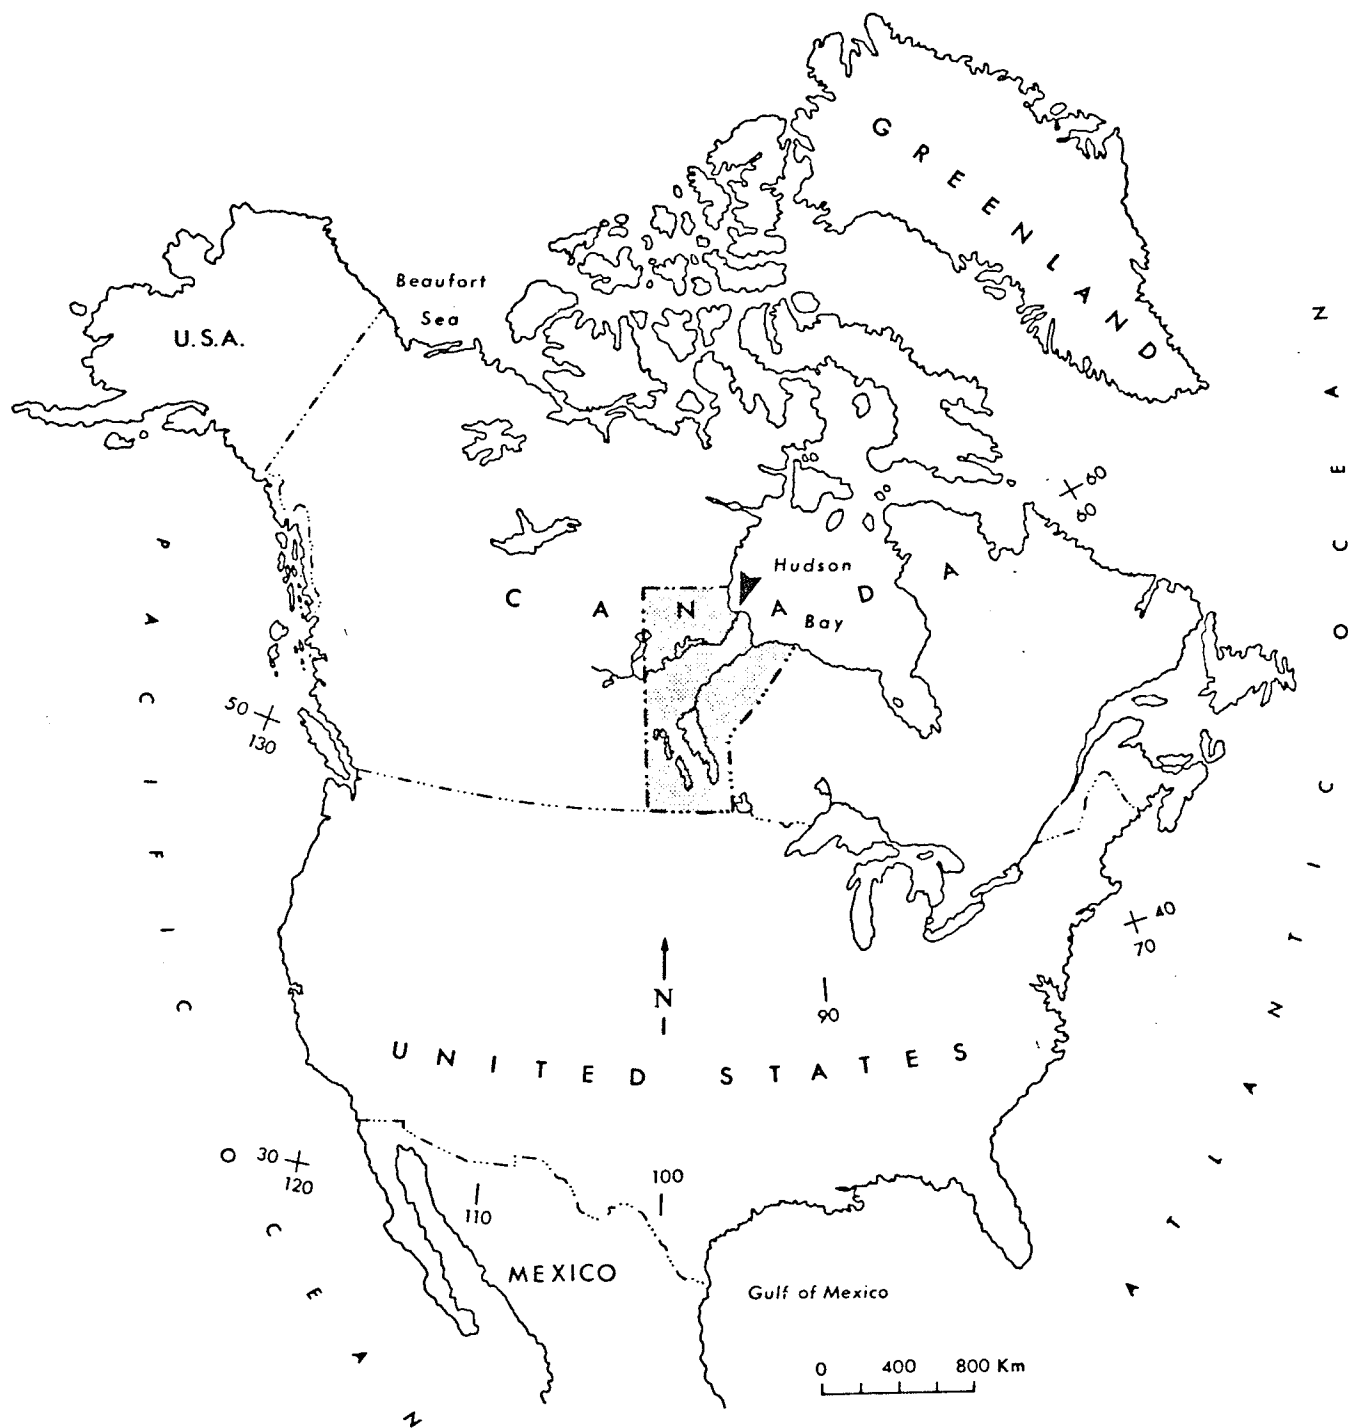 GREENLAND
Beaufort
Sea
U.S.A.
60
60
Hudson
Bay
CANADA
50
130
PACIFIC
OCEAN
ATLANTIC
OCEAN
40
70
N
90
UNITED STATES
30
120
110
100
MEXICO
Gulf of Mexico
0 400 800 Km